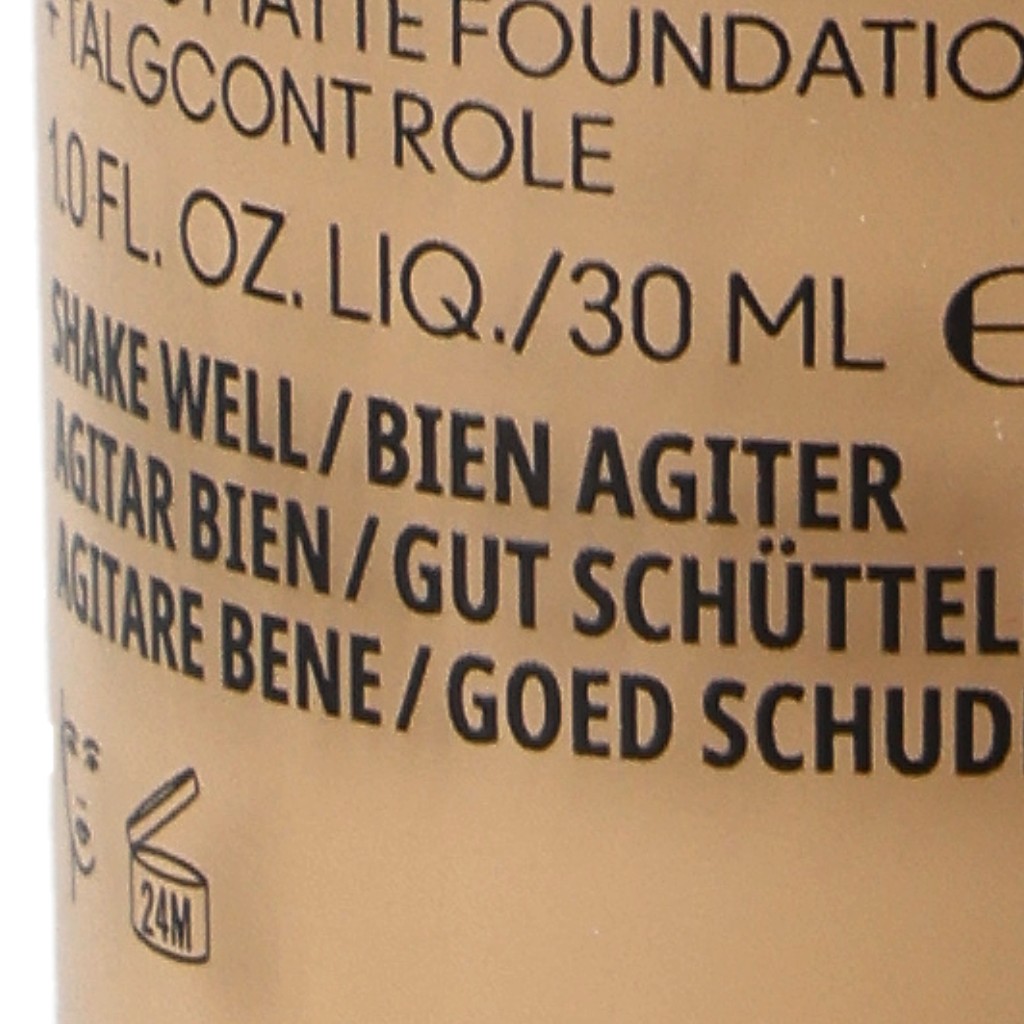 MATTE FOUNDATIO
+ TALGCONT ROLE
1.0 FL. OZ. LIQ./30 ML e
SHAKE WELL / BIEN AGITER
AGITAR BIEN / GUT SCHÜTTEL
AGITARE BENE / GOED SCHUD
24M